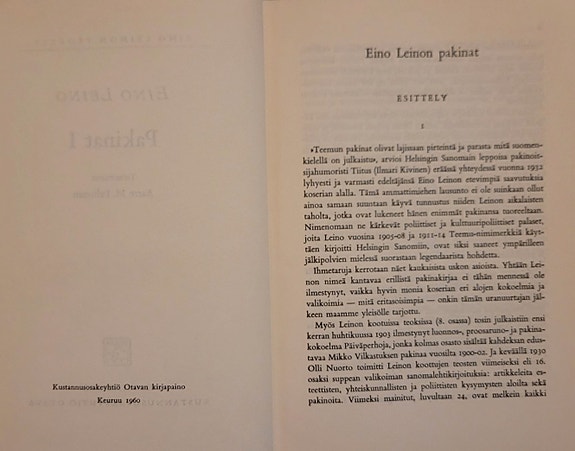 Kustannusosakeyhtiö Otavan kirjapaino
Keuruu 1960
Eino Leinon pakinat
ESITTELY
1
»Teemun pakinat olivat lajissaan pirteintä ja parasta mitä suomen-
kielellä on julkaistu», arvioi Helsingin Sanomain leppoisa pakinoit-
sijahumoristi Tiitus (Ilmari Kivinen) eräässä yhteydessä vuonna 1932
lyhyesti ja varmasti edeltäjänsä Eino Leinon etevimpiä saavutuksia
koserian alalla. Tämä ammattimiehen lausunto ei ole suinkaan ollut
ainoa samaan suuntaan käyvä tunnustus niiden Leinon aikalaisten
taholta, jotka ovat lukeneet hänen enimmät pakinansa tuoreeltaan.
Nimenomaan ne kärkevät poliittiset ja kulttuuripoliittiset palaset,
joita Leino vuosina 1905-08 ja 1911-14 Teemu-nimimerkkiä käyt-
täen kirjoitti Helsingin Sanomiin, ovat siksi saaneet ympärilleen
jälkipolvien mielessä suorastaan legendaarista hohdetta.
Ihmetaruja kerrotaan näet kaukaisista uskon asioista. Yhtään Lei-
non nimeä kantavaa erillistä pakinakirjaa ei tähän mennessä ole
ilmestynyt, vaikka hyvin monia koserian eri alojen kokoelmia ja
valikoimia — mitä eritasoisimpia — onkin tämän uranuurtajan jäl-
keen maamme yleisölle tarjottu.
Myös Leinon kootuissa teoksissa (8. osassa) tosin julkaistiin ensi
kerran huhtikuussa 1903 ilmestynyt luonnos-, proosaruno- ja pakina-
kokoelma Päiväperhoja, jonka kolmas osasto sisältää kahdeksan edus-
tavaa Mikko Vilkastuksen pakinaa vuosilta 1900-02. Ja keväällä 1930
Olli Nuorto toimitti Leinon koottujen teosten viimeiseksi eli 16.
osaksi suppean valikoiman sanomalehtikirjoituksia: artikkeleita es-
teettisten, yhteiskunnallisten ja poliittisten kysymysten aloilta sekä
pakinoita. Viimeksi mainitut, luvultaan 24, ovat melkein kaikki